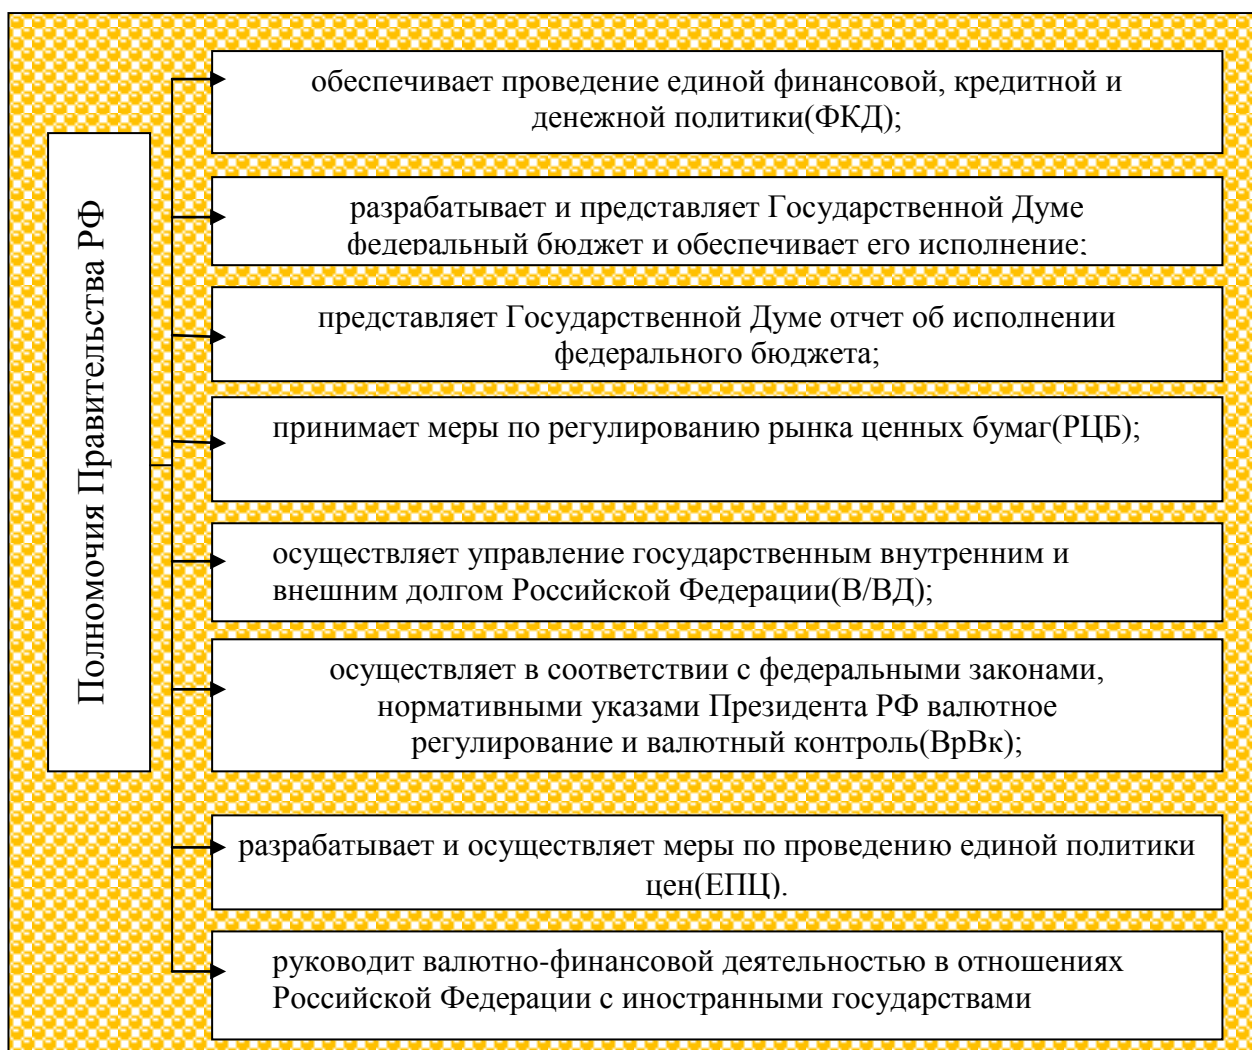 Полномочия Правительства РФ
обеспечивает проведение единой финансовой, кредитной и
денежной политики(ФКД);
разрабатывает и представляет Государственной Думе
федеральный бюджет и обеспечивает его исполнение;
представляет Государственной Думе отчет об исполнении
федерального бюджета;
принимает меры по регулированию рынка ценных бумаг(РЦБ);
осуществляет управление государственным внутренним и
внешним долгом Российской Федерации(В/ВД);
осуществляет в соответствии с федеральными законами,
нормативными указами Президента РФ валютное
регулирование и валютный контроль(ВрВк);
разрабатывает и осуществляет меры по проведению единой политики
цен(ЕПЦ).
руководит валютно-финансовой деятельностью в отношениях
Российской Федерации с иностранными государствами